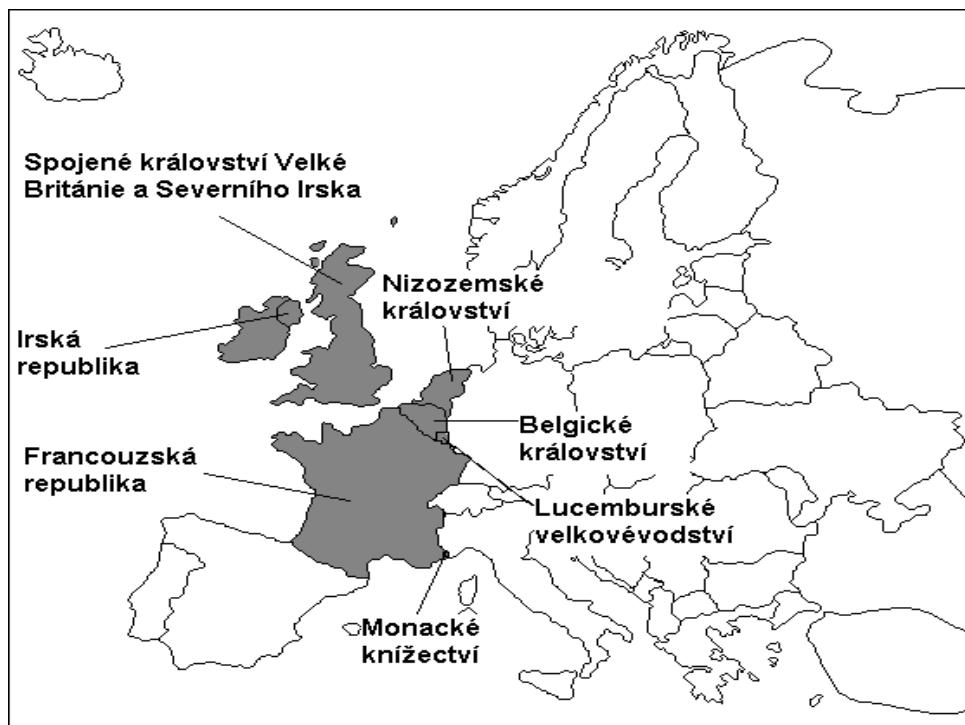 Spojené království Velké
Británie a Severního Irska
Nizozemské
království
Irská
republika
Belgické
království
Francouzská
republika
Lucemburské
velkovévodství
Monacké
knížectví